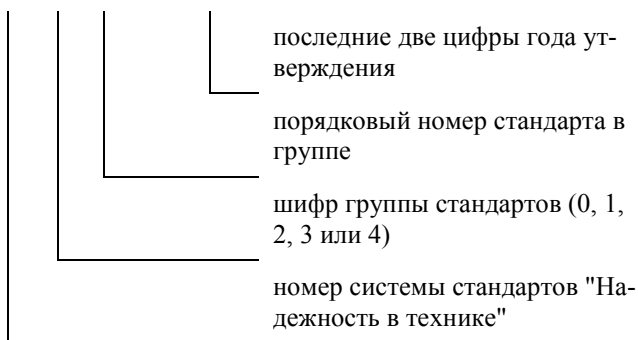 последние две цифры года ут-
верждения
порядковый номер стандарта в
группе
шифр группы стандартов (0, 1,
2, 3 или 4)
номер системы стандартов "На-
дежность в технике"